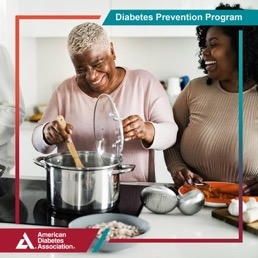 Diabetes Prevention Program
American
Diabetes
Association®